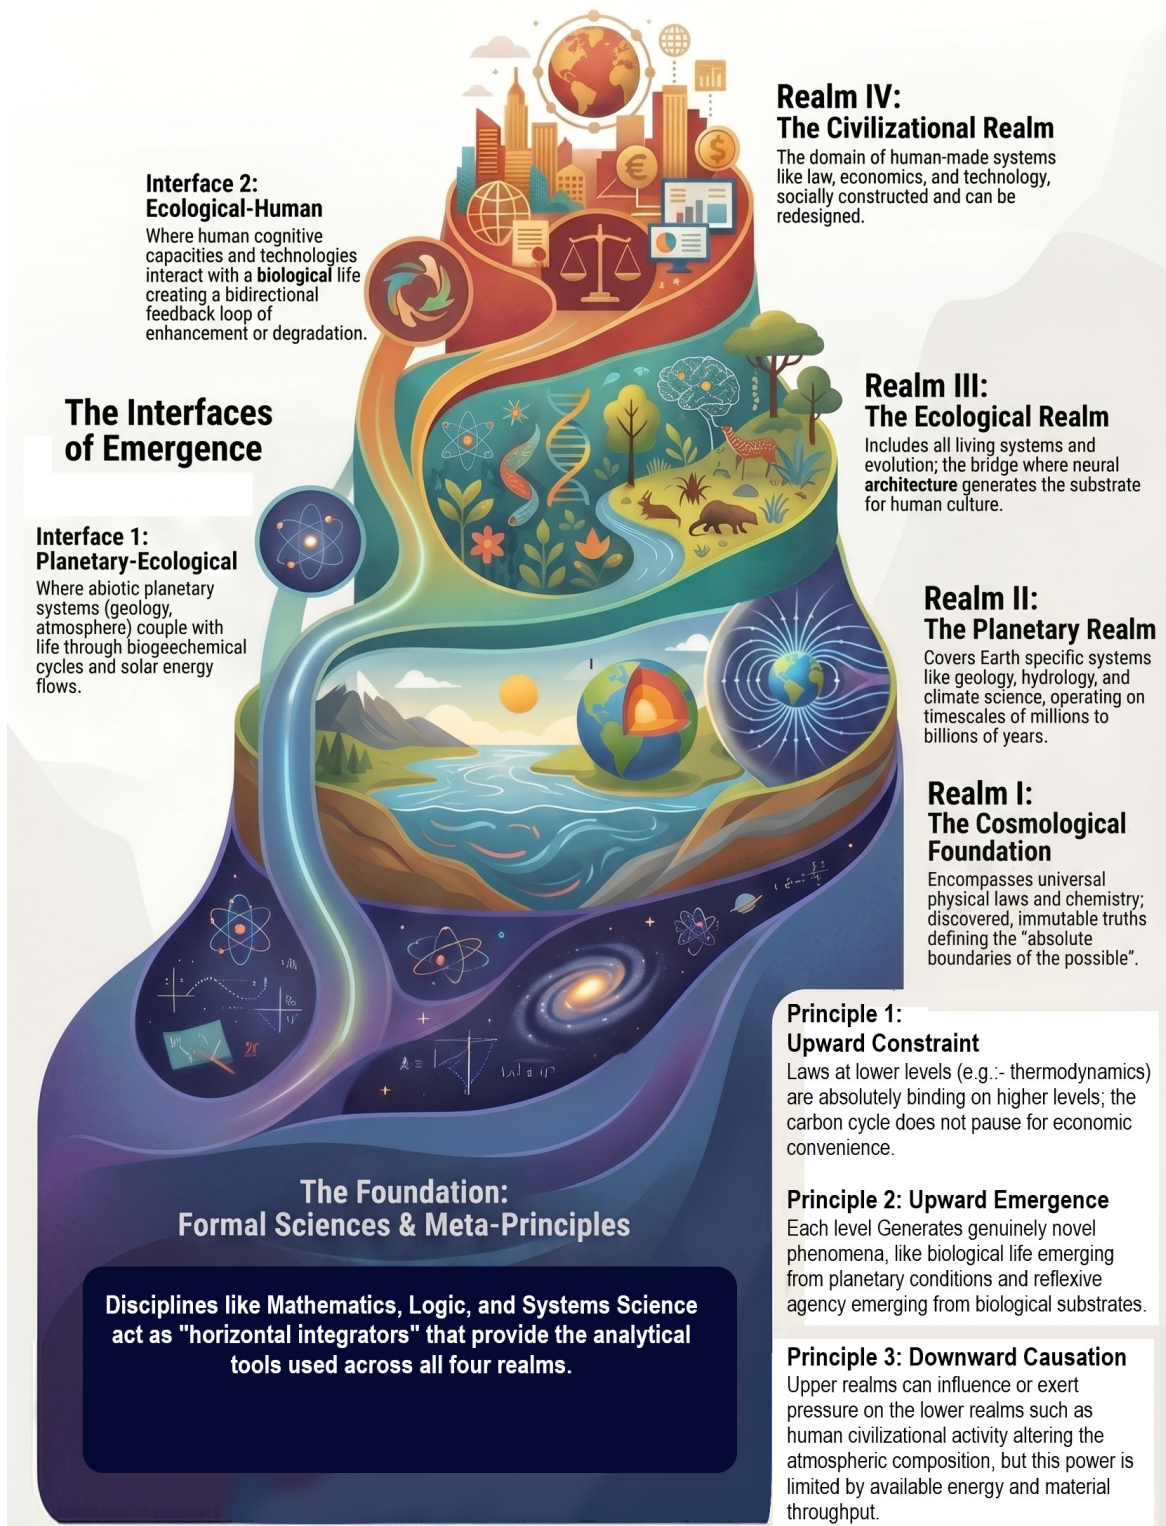 Realm IV:
The Civilizational Realm
The domain of human-made systems
like law, economics, and technology,
socially constructed and can be
redesigned.
Interface 2:
Ecological-Human
Where human cognitive
capacities and technologies
interact with a biological life
creating a bidirectional
feedback loop of
enhancement or degradation.
The Interfaces
of Emergence
Realm III:
The Ecological Realm
Includes all living systems and
evolution; the bridge where neural
architecture generates the substrate
for human culture.
Interface 1:
Planetary-Ecological
Where abiotic planetary
systems (geology,
atmosphere) couple with
life through biogeechemical
cycles and solar energy
flows.
Realm II:
The Planetary Realm
Covers Earth specific systems
like geology, hydrology, and
climate science, operating on
timescales of millions to
billions of years.
Realm I:
The Cosmological
Foundation
Encompasses universal
physical laws and chemistry;
discovered, immutable truths
defining the “absolute
boundaries of the possible”.
Principle 1:
Upward Constraint
Laws at lower levels (e.g.:- thermodynamics)
are absolutely binding on higher levels; the
carbon cycle does not pause for economic
convenience.
Principle 2: Upward Emergence
Each level Generates genuinely novel
phenomena, like biological life emerging
from planetary conditions and reflexive
agency emerging from biological substrates.
Principle 3: Downward Causation
Upper realms can influence or exert
pressure on the lower realms such as
human civilizational activity altering the
atmospheric composition, but this power is
limited by available energy and material
throughput.
The Foundation:
Formal Sciences & Meta-Principles
Disciplines like Mathematics, Logic, and Systems Science
act as "horizontal integrators" that provide the analytical
tools used across all four realms.
€
$